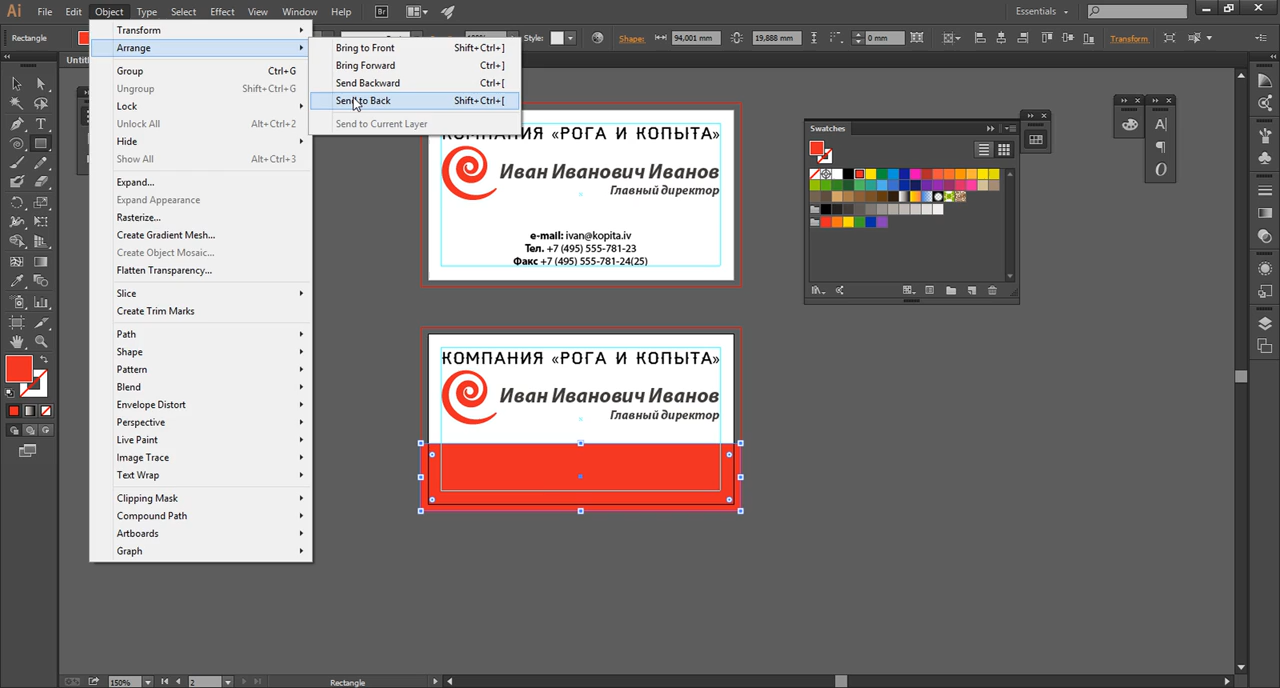 Ai File Edit Object Type Select Effect View Window Help Br Essentials
Rectangle Style: Shape: 94,001 mm 19,888 mm 0 mm Transform
Transform
Arrange
Group Ctrl+G
Ungroup Shift+Ctrl+G
Lock
Unlock All Alt+Ctrl+2
Hide
Show All Alt+Ctrl+3
Expand...
Expand Appearance
Rasterize...
Create Gradient Mesh...
Create Object Mosaic...
Flatten Transparency...
Slice
Create Trim Marks
Path
Shape
Pattern
Blend
Envelope Distort
Perspective
Live Paint
Image Trace
Text Wrap
Clipping Mask
Compound Path
Artboards
Graph
Bring to Front Shift+Ctrl+]
Bring Forward Ctrl+]
Send Backward Ctrl+[
Send to Back Shift+Ctrl+[
Send to Current Layer
КОМПАНИЯ «РОГА И КОПЫТА»
Иван Иванович Иванов
Главный директор
e-mail: ivan@kopita.iv
Тел. +7 (495) 555-781-23
Факс +7 (495) 555-781-24(25)
КОМПАНИЯ «РОГА И КОПЫТА»
Иван Иванович Иванов
Главный директор
Swatches
150% 2 Rectangle